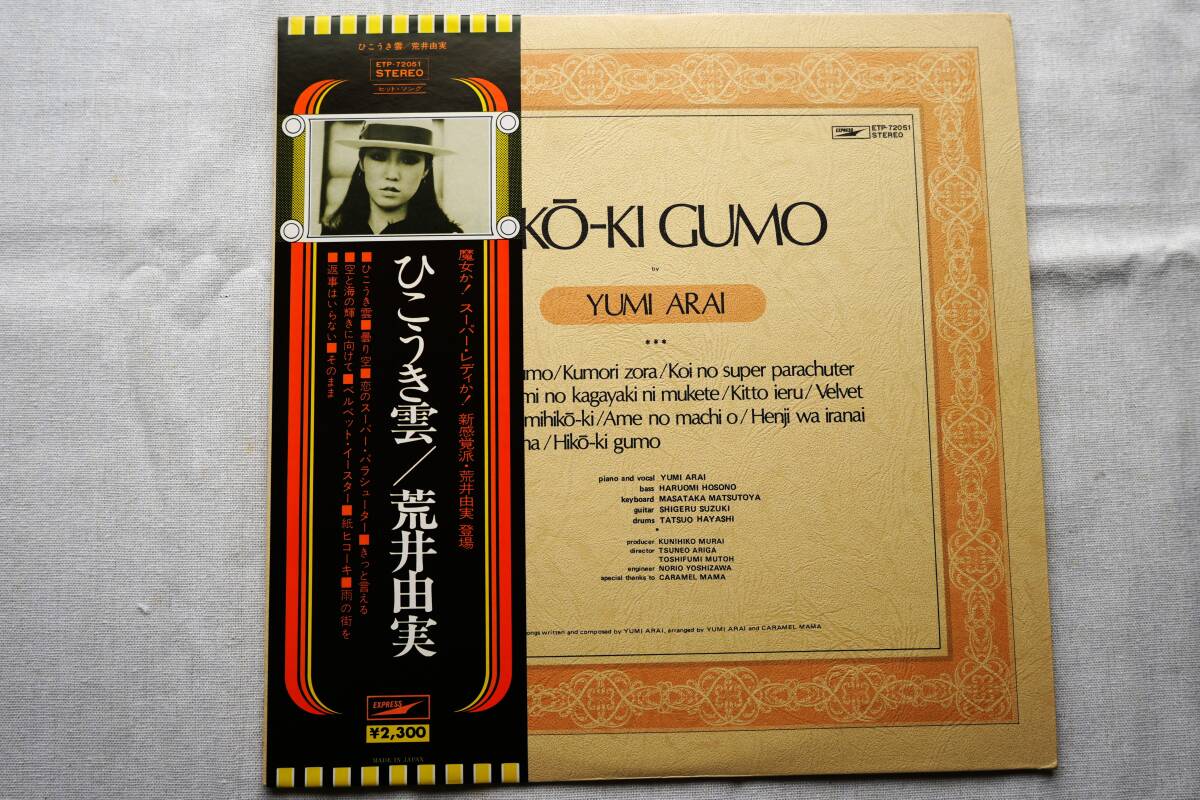 ひこうき雲/荒井由実
ETP-72051
STEREO
ヒット・ソング
魔女か! スーパー・レディか! 新感覚派・荒井由実 登場
ひこうき雲/荒井由実
■ひこうき雲■曇り空■恋のスーパー・パラシューター■きっと言える
■空と海の輝きに向けて■ベルベット・イースター■紙ヒコーキ■雨の街を
■返事はいらない■そのまま
EXPRESS
¥2,300
MADE IN JAPAN
EXPRESS
ETP-72051
STEREO
KŌ-KI GUMO
by
YUMI ARAI
***
umo/Kumori zora/Koi no super parachuter
mi no kagayaki ni mukete/Kitto ieru/Velvet
mihikō-ki/Ame no machi o/Henji wa iranai
na/Hikō-ki gumo
piano and vocal YUMI ARAI
bass HARUOMI HOSONO
keyboard MASATAKA MATSUTOYA
guitar SHIGERU SUZUKI
drums TATSUO HAYASHI
*
producer KUNIHIKO MURAI
director TSUNEO ARIGA
TOSHIFUMI MUTOH
engineer NORIO YOSHIZAWA
special thanks to CARAMEL MAMA
songs written and composed by YUMI ARAI, arranged by YUMI ARAI and CARAMEL MAMA